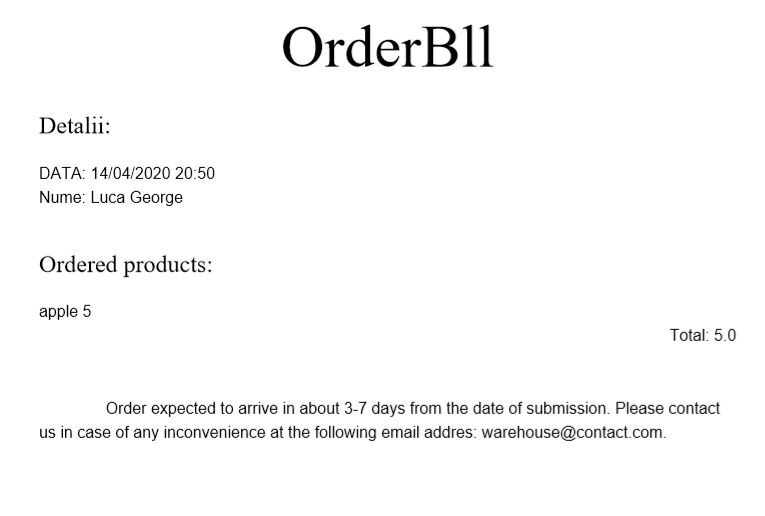 OrderBll
Detalii:
DATA: 14/04/2020 20:50
Nume: Luca George
Ordered products:
apple 5
Total: 5.0
Order expected to arrive in about 3-7 days from the date of submission. Please contact
us in case of any inconvenience at the following email addres: warehouse@contact.com.